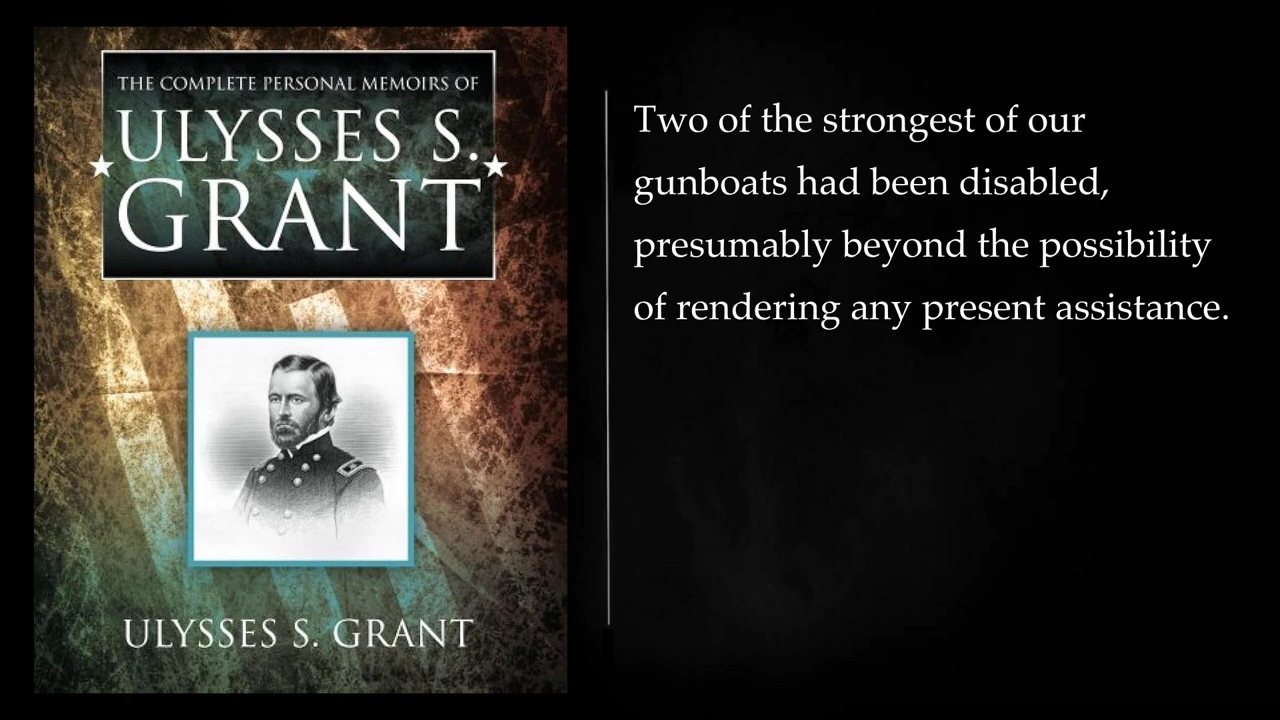 THE COMPLETE PERSONAL MEMOIRS OF
ULYSSES S.
GRANT
ULYSSES S. GRANT
Two of the strongest of our
gunboats had been disabled,
presumably beyond the possibility
of rendering any present assistance.